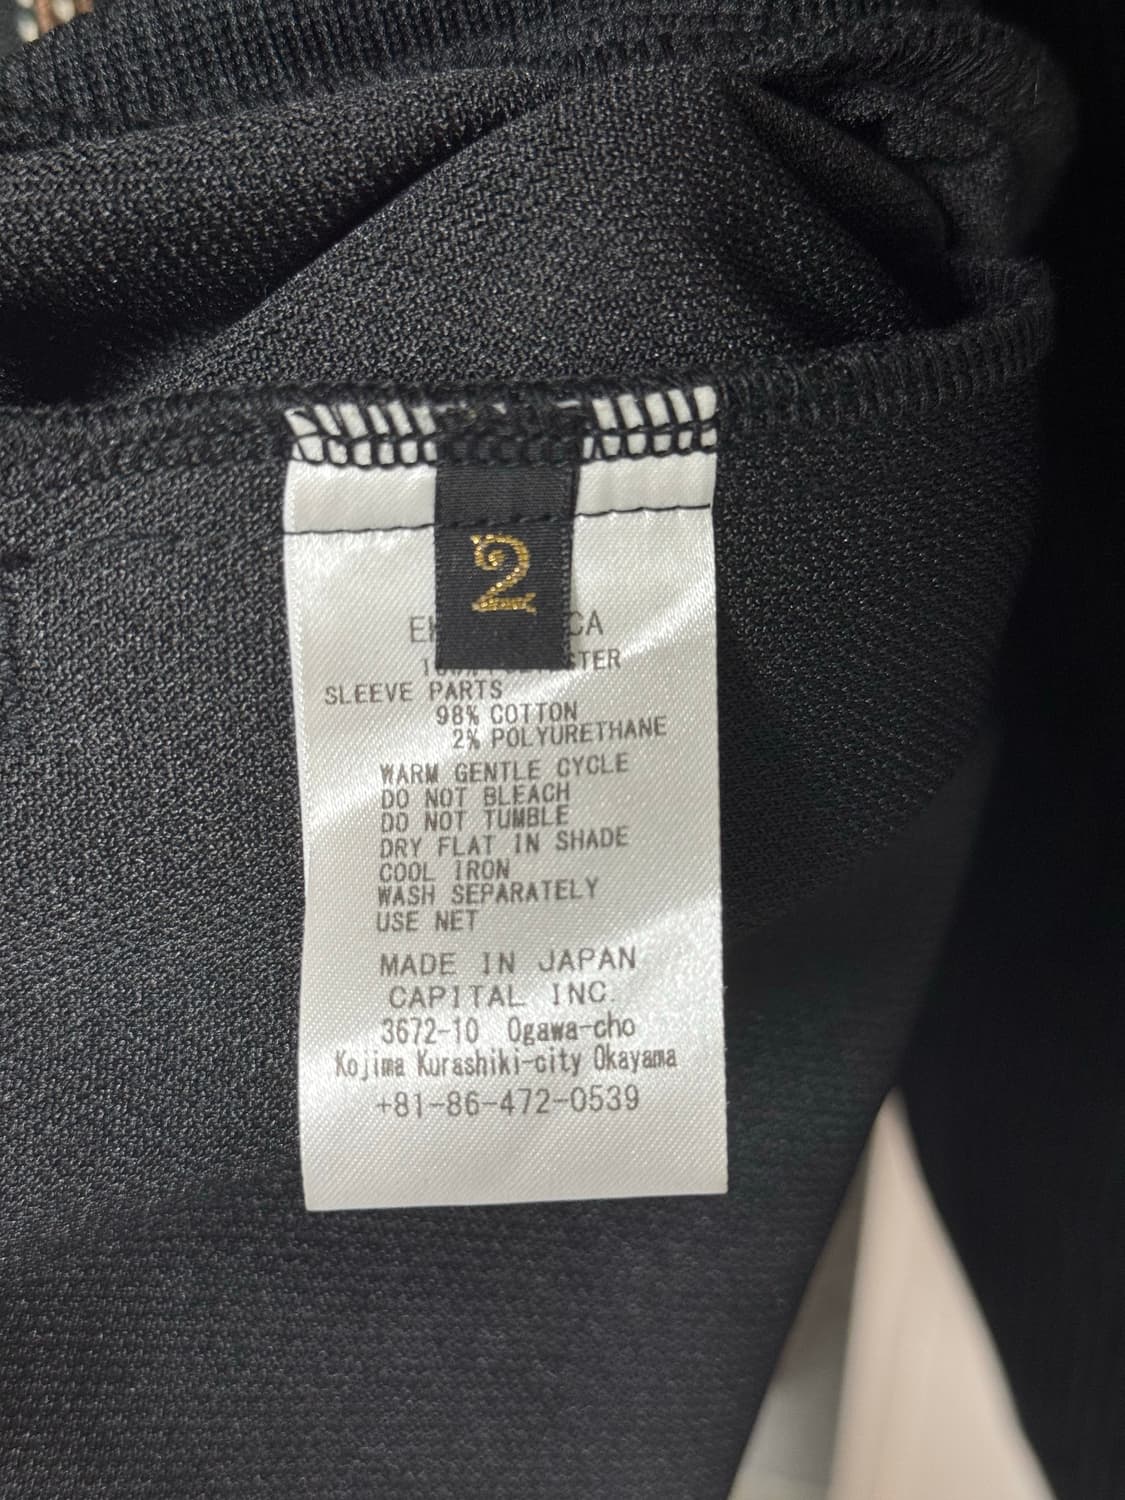 2
SLEEVE PARTS
98% COTTON
2% POLYURETHANE
WARM GENTLE CYCLE
DO NOT BLEACH
DO NOT TUMBLE
DRY FLAT IN SHADE
COOL IRON
WASH SEPARATELY
USE NET
MADE IN JAPAN
CAPITAL INC.
3672-10 Ogawa-cho
Kojima Kurashiki-city Okayama
+81-86-472-0539